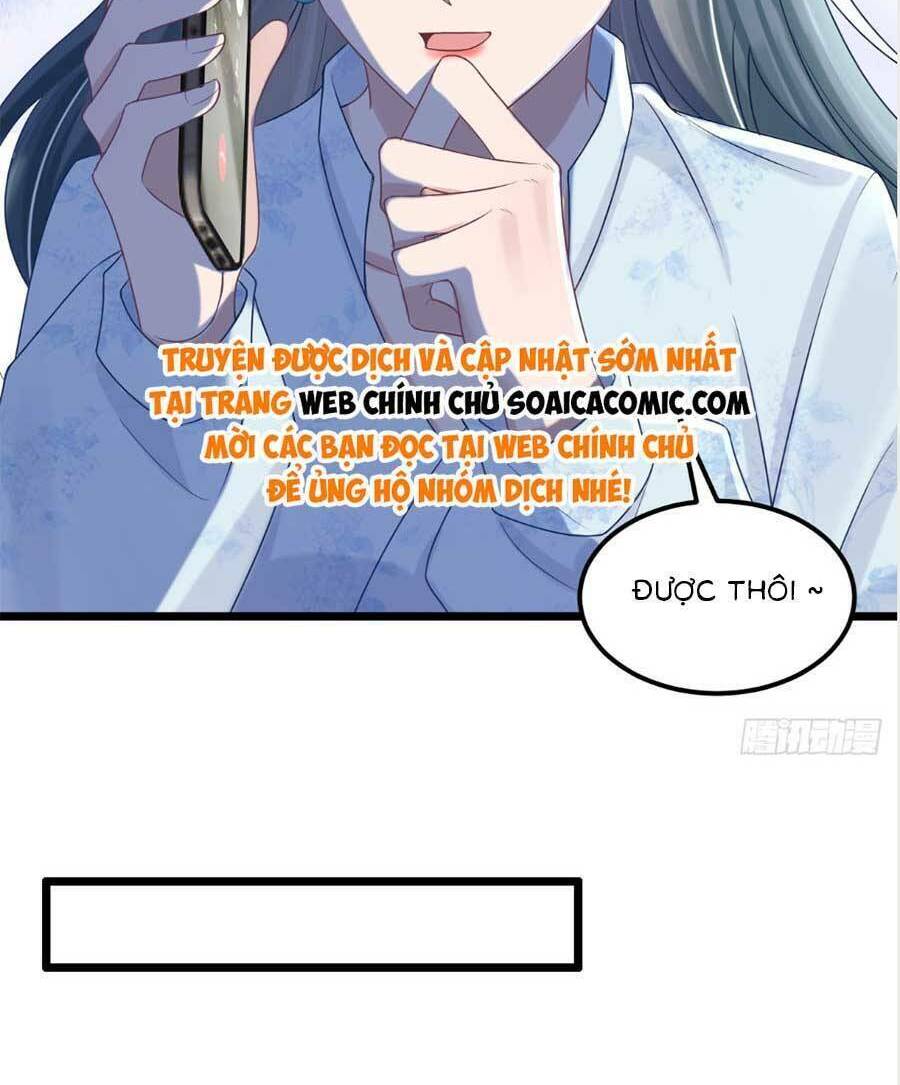 TRUYỆN ĐƯỢC DỊCH VÀ CẬP NHẬT SỚM NHẤT
TẠI TRANG WEB CHÍNH CHỦ SOAICACOMIC.COM
MỜI CÁC BẠN ĐỌC TẠI WEB CHÍNH CHỦ
ĐỂ ỦNG HỘ NHÓM DỊCH NHÉ!
ĐƯỢC THÔI ~
腾讯动漫